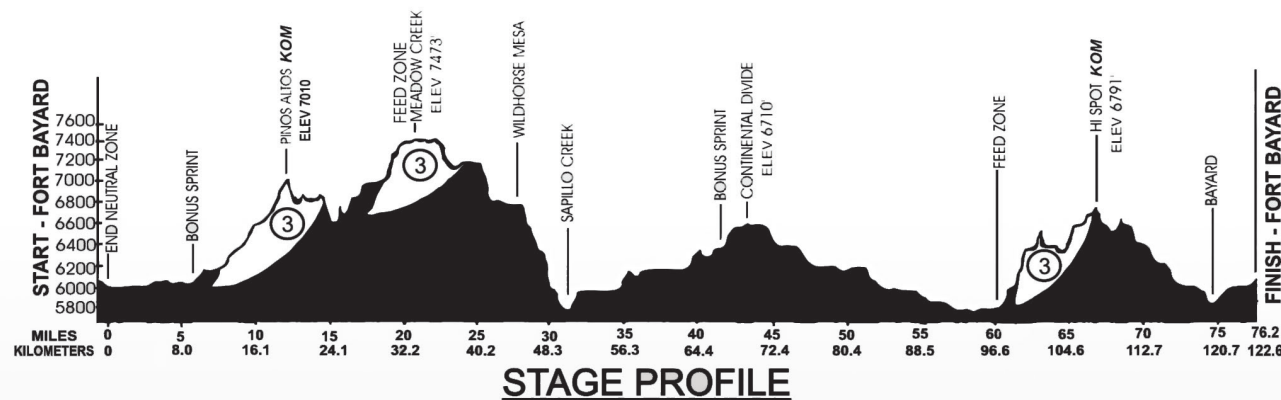 START - FORT BAYARD
7600
7400
7200
7000
6800
6600
6400
6200
6000
5800
END NEUTRAL ZONE
BONUS SPRINT
PINOS ALTOS KOM
ELEV 7010
3
FEED ZONE
MEADOW CREEK
ELEV 7473'
3
WILDHORSE MESA
SAPILLO CREEK
BONUS SPRINT
CONTINENTAL DIVIDE
ELEV 6710'
FEED ZONE
3
HI SPOT KOM
ELEV 6791'
BAYARD
FINISH - FORT BAYARD
MILES 0 5 10 15 20 25 30 35 40 45 50 55 60 65 70 75 76.2
KILOMETERS 0 8.0 16.1 24.1 32.2 40.2 48.3 56.3 64.4 72.4 80.4 88.5 96.6 104.6 112.7 120.7 122.6
STAGE PROFILE